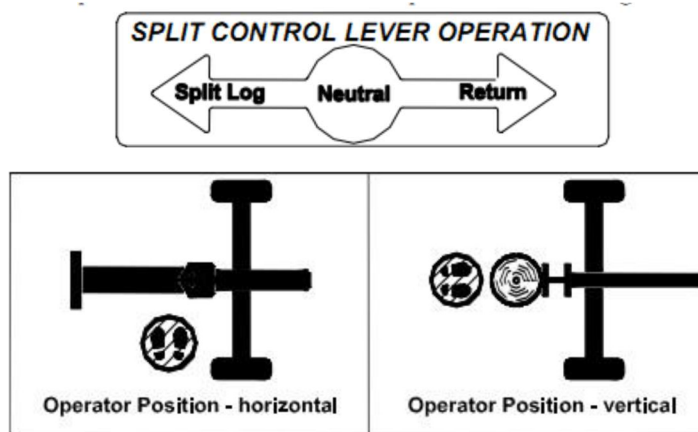 SPLIT CONTROL LEVER OPERATION
Split Log Neutral Return
Operator Position - horizontal
Operator Position - vertical